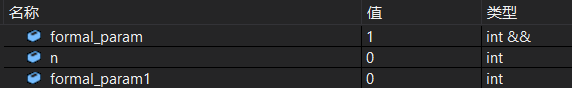 名称 值 类型
formal_param 1 int &&
n 0 int
formal_param1 0 int